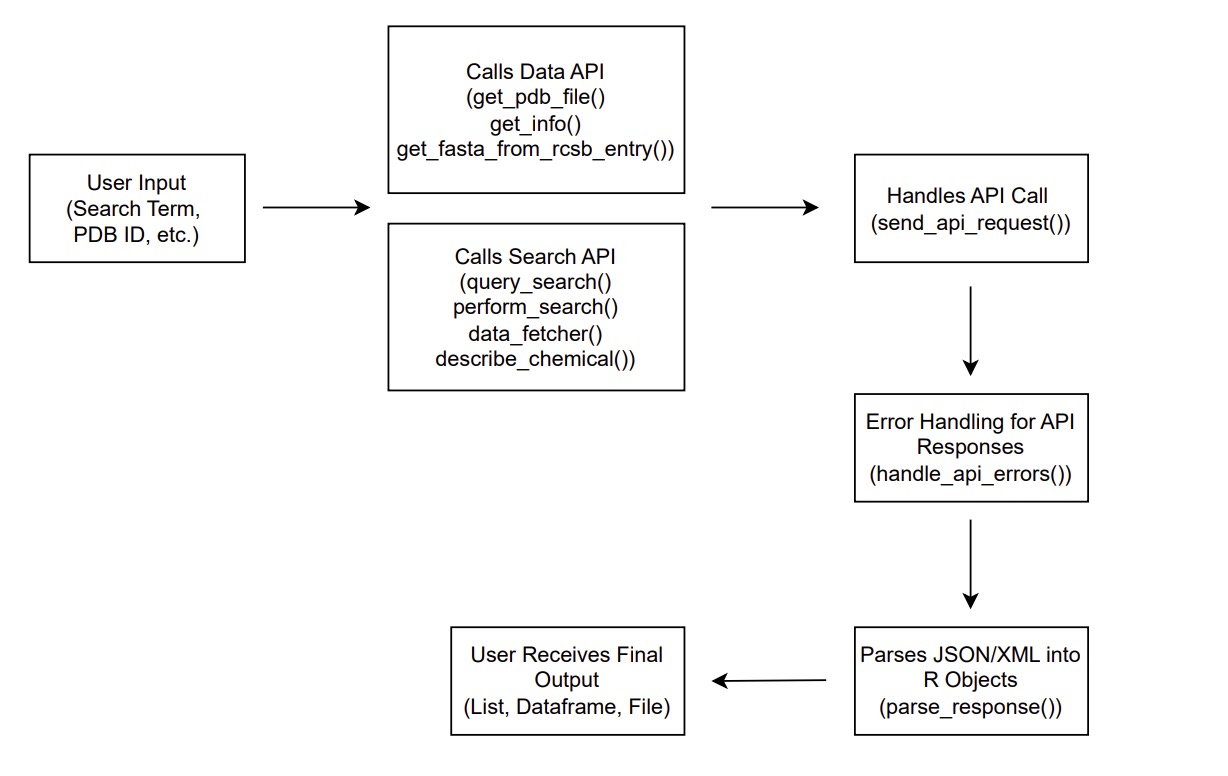 User Input
(Search Term,
PDB ID, etc.)
Calls Data API
(get_pdb_file()
get_info()
get_fasta_from_rcsb_entry())
Calls Search API
(query_search()
perform_search()
data_fetcher()
describe_chemical())
Handles API Call
(send_api_request())
Error Handling for API
Responses
(handle_api_errors())
Parses JSON/XML into
R Objects
(parse_response())
User Receives Final
Output
(List, Dataframe, File)